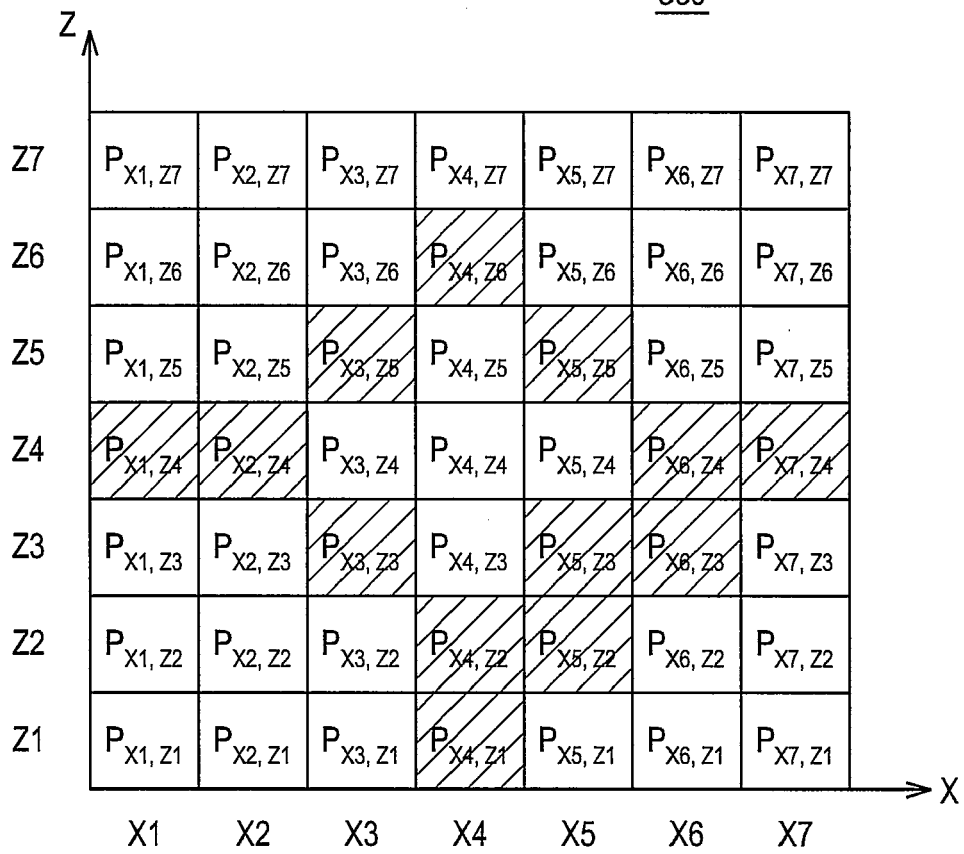 Z
Z7 P X1, Z7 P X2, Z7 P X3, Z7 P X4, Z7 P X5, Z7 P X6, Z7 P X7, Z7
Z6 P X1, Z6 P X2, Z6 P X3, Z6 P X4, Z6 P X5, Z6 P X6, Z6 P X7, Z6
Z5 P X1, Z5 P X2, Z5 P X3, Z5 P X4, Z5 P X5, Z5 P X6, Z5 P X7, Z5
Z4 P X1, Z4 P X2, Z4 P X3, Z4 P X4, Z4 P X5, Z4 P X6, Z4 P X7, Z4
Z3 P X1, Z3 P X2, Z3 P X3, Z3 P X4, Z3 P X5, Z3 P X6, Z3 P X7, Z3
Z2 P X1, Z2 P X2, Z2 P X3, Z2 P X4, Z2 P X5, Z2 P X6, Z2 P X7, Z2
Z1 P X1, Z1 P X2, Z1 P X3, Z1 P X4, Z1 P X5, Z1 P X6, Z1 P X7, Z1
X
X1 X2 X3 X4 X5 X6 X7